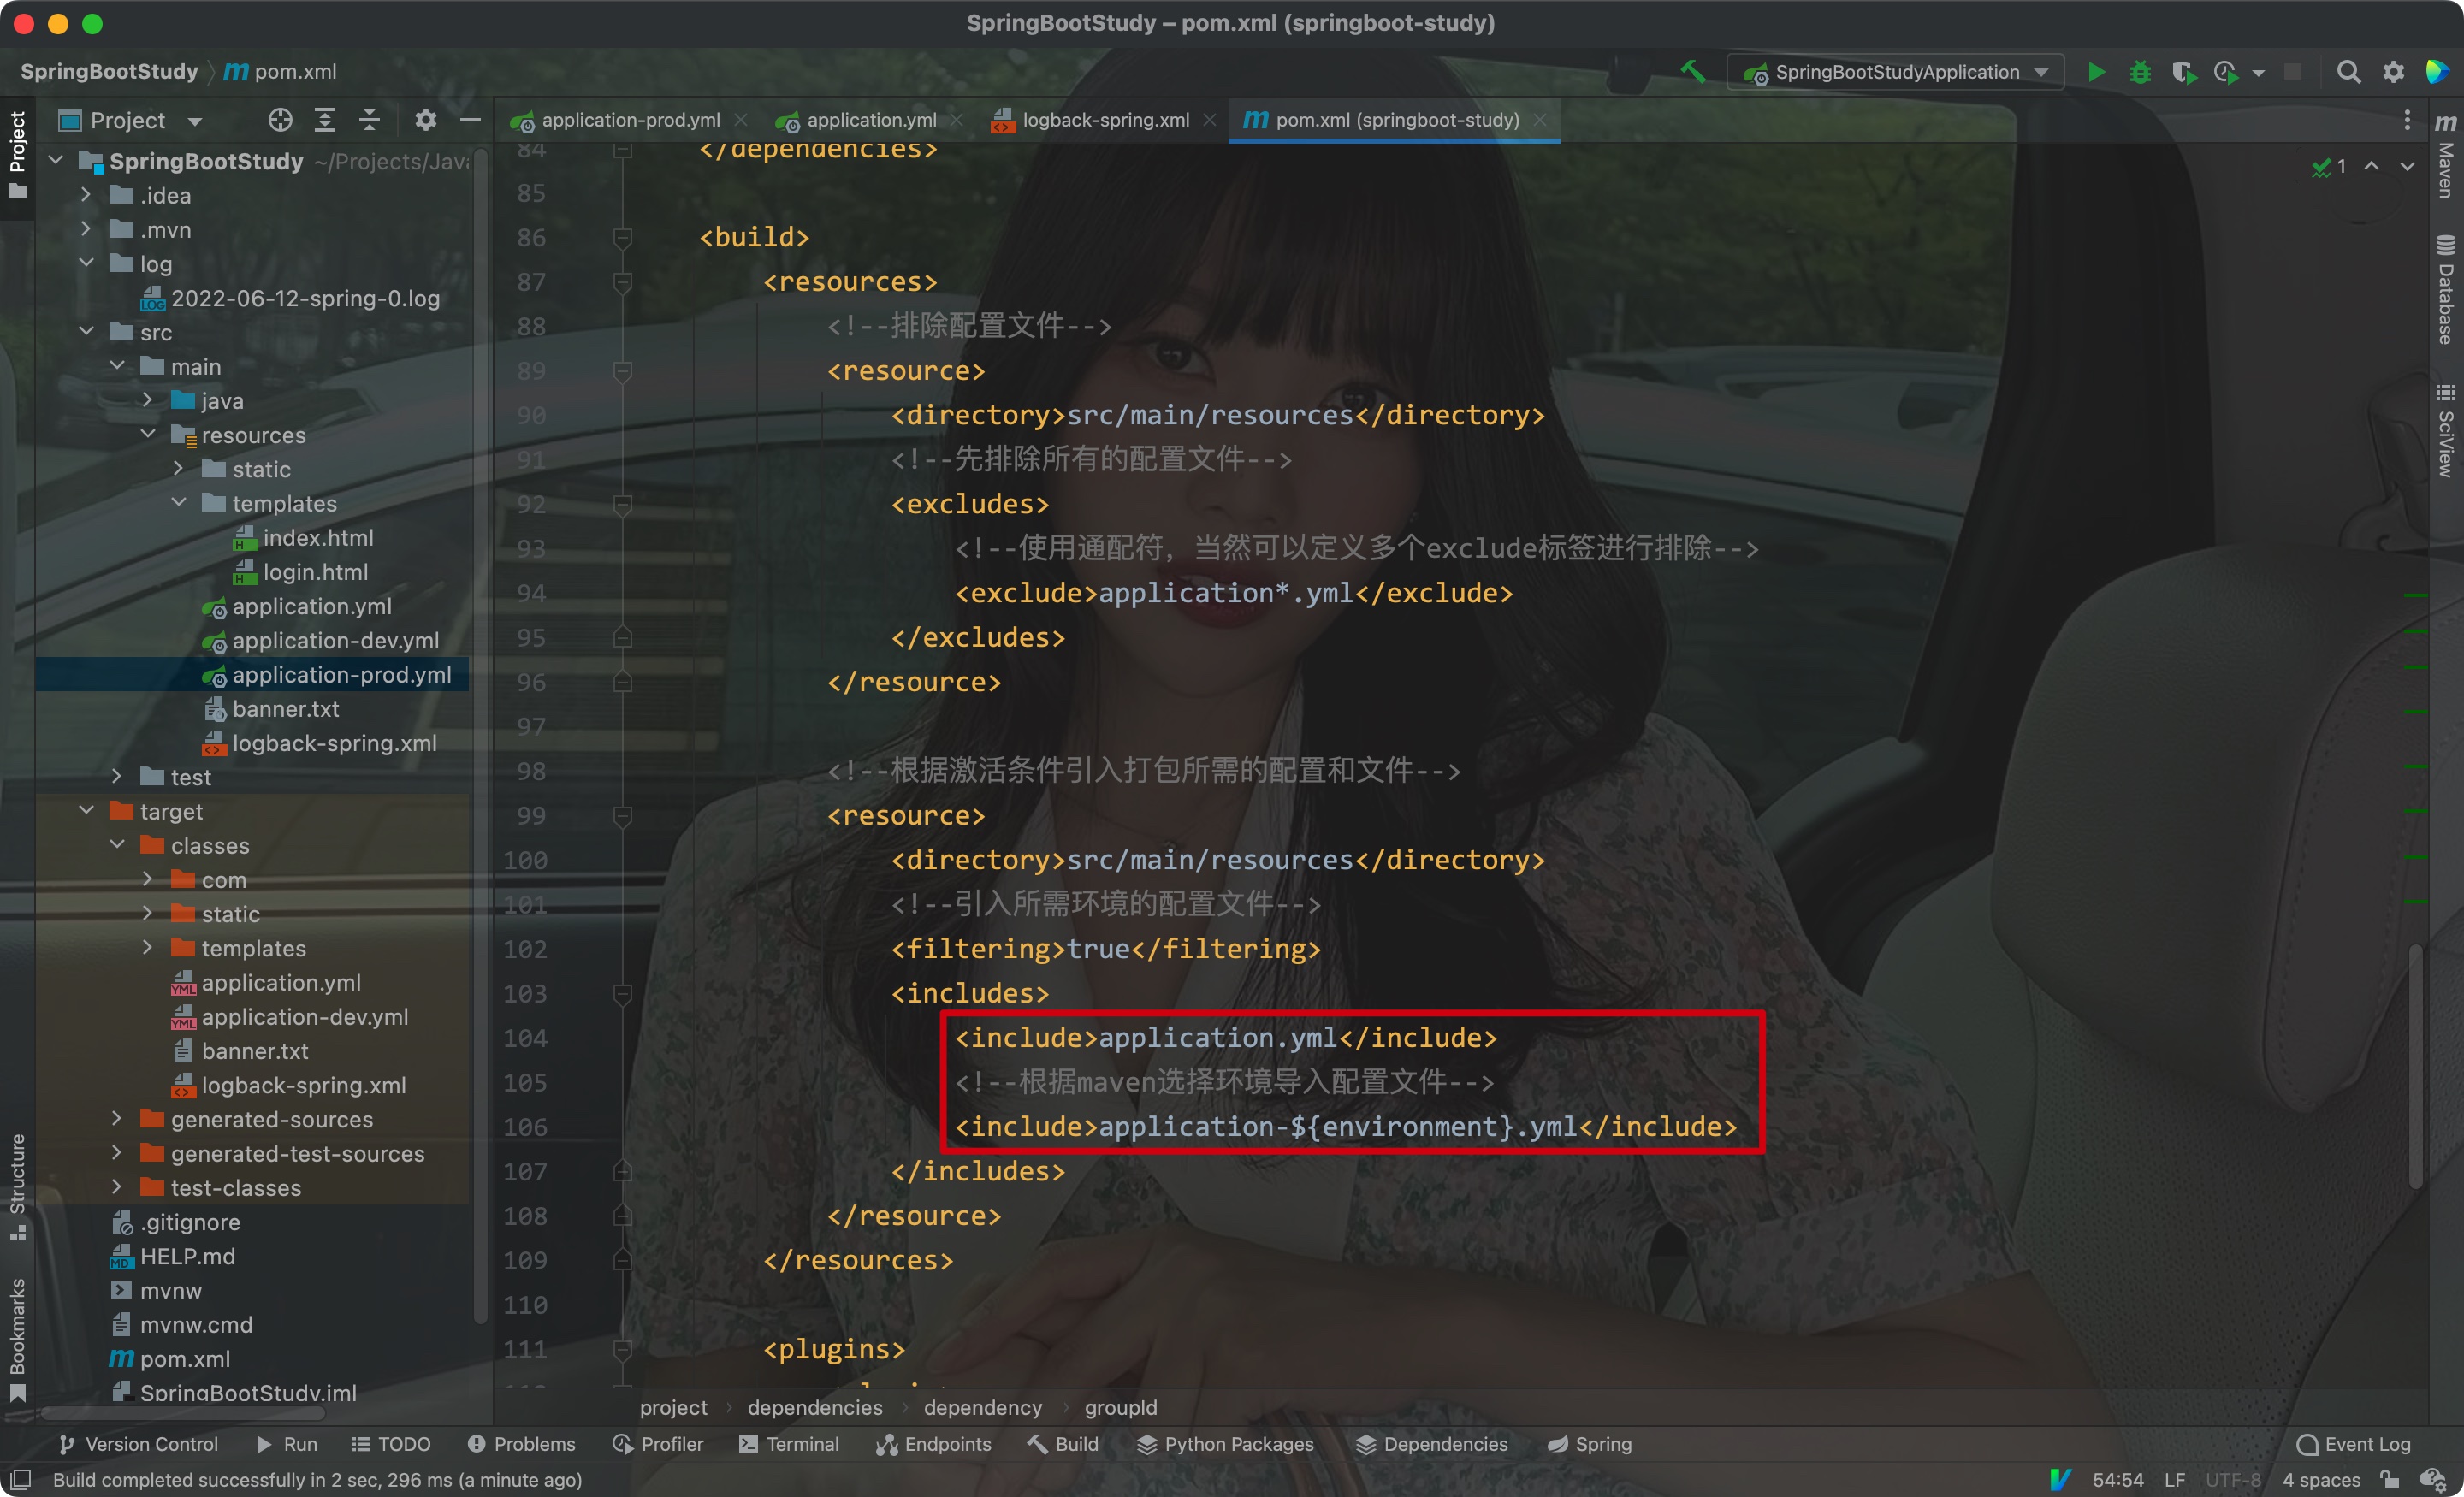 SpringBootStudy – pom.xml (springboot-study)
SpringBootStudy
pom.xml
SpringBootStudyApplication
Project
Project
application-prod.yml
application.yml
logback-spring.xml
pom.xml (springboot-study)
SpringBootStudy ~/Projects/Java
.idea
.mvn
log
2022-06-12-spring-0.log
src
main
java
resources
static
templates
index.html
login.html
application.yml
application-dev.yml
application-prod.yml
banner.txt
logback-spring.xml
test
target
classes
com
static
templates
application.yml
application-dev.yml
banner.txt
logback-spring.xml
generated-sources
generated-test-sources
test-classes
.gitignore
HELP.md
mvnw
mvnw.cmd
pom.xml
SpringBootStudy.iml
Structure
Bookmarks
84 </dependencies>
85
86 <build>
87 <resources>
88 <!--排除配置文件-->
89 <resource>
90 <directory>src/main/resources</directory>
91 <!--先排除所有的配置文件-->
92 <excludes>
93 <!--使用通配符，当然可以定义多个exclude标签进行排除-->
94 <exclude>application*.yml</exclude>
95 </excludes>
96 </resource>
97
98 <!--根据激活条件引入打包所需的配置和文件-->
99 <resource>
100 <directory>src/main/resources</directory>
101 <!--引入所需环境的配置文件-->
102 <filtering>true</filtering>
103 <includes>
104 <include>application.yml</include>
105 <!--根据maven选择环境导入配置文件-->
106 <include>application-${environment}.yml</include>
107 </includes>
108 </resource>
109 </resources>
110
111 <plugins>
1
Maven
Database
SciView
project > dependencies > dependency > groupId
Version Control Run TODO Problems Profiler Terminal Endpoints Build Python Packages Dependencies Spring Event Log
Build completed successfully in 2 sec, 296 ms (a minute ago)
54:54 LF UTF-8 4 spaces